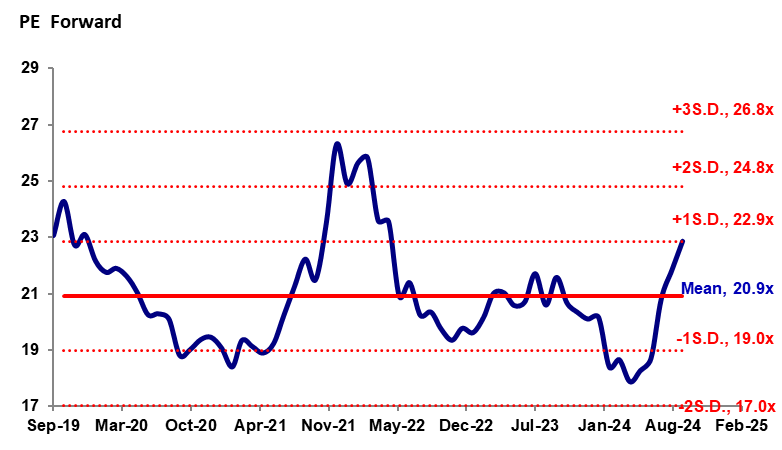 PE Forward
29
27
25
23
21
19
17
+3S.D., 26.8x
+2S.D., 24.8x
+1S.D., 22.9x
Mean, 20.9x
-1S.D., 19.0x
-2S.D., 17.0x
Sep-19 Mar-20 Oct-20 Apr-21 Nov-21 May-22 Dec-22 Jul-23 Jan-24 Aug-24 Feb-25